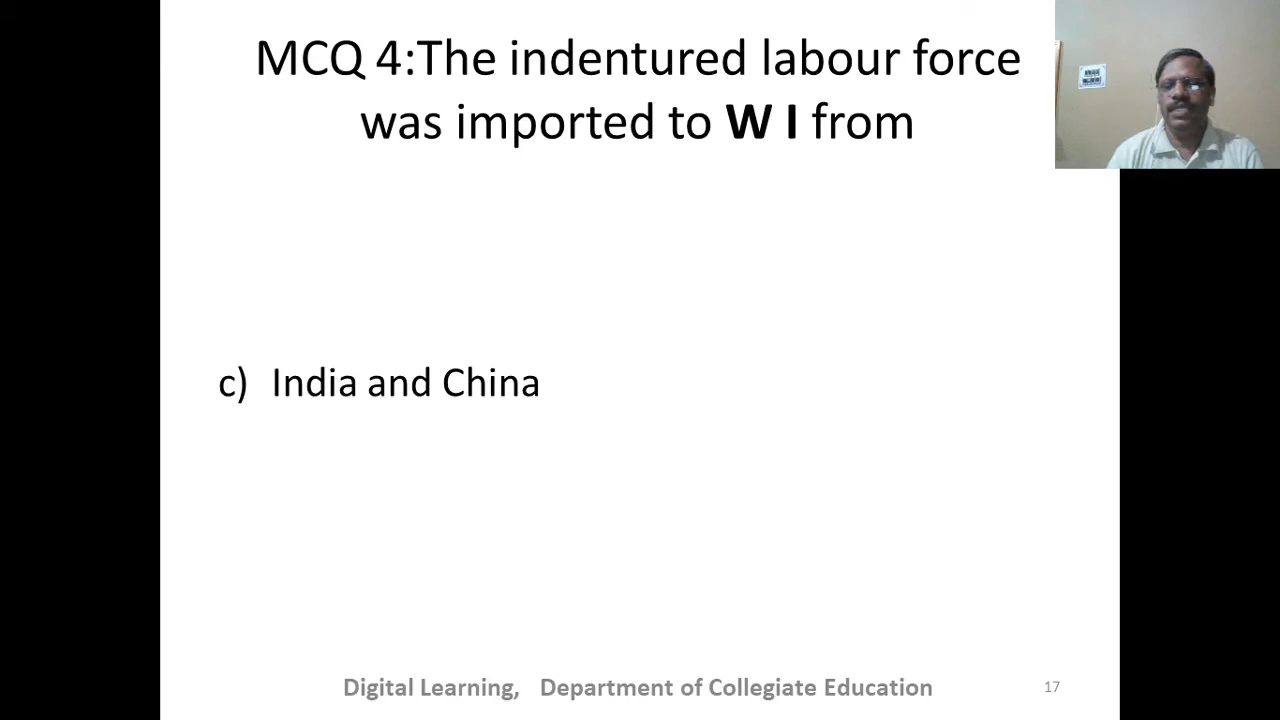 MCQ 4:The indentured labour force
was imported to W I from
c) India and China
Digital Learning, Department of Collegiate Education
17